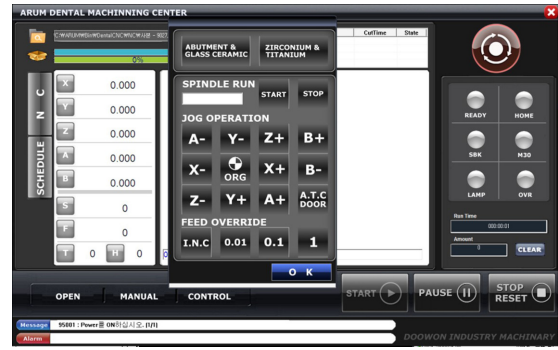 ARUM DENTAL MACHINNING CENTER
CutTime State
0%
ABUTMENT & GLASS CERAMIC
ZIRCONIUM & TITANIUM
SPINDLE RUN
START STOP
JOG OPERATION
A- Y- Z+ B+
X- ORG X+ B-
Z- Y+ A+ A.T.C DOOR
FEED OVERRIDE
I.N.C 0.01 0.1 1
O K
N C
SCHEDULE
X 0.000
Y 0.000
Z 0.000
A 0.000
B 0.000
S 0
F 0
T 0 H 0
READY HOME
SBK M30
LAMP OVR
Run Time
000:00:01
Amount
0 CLEAR
OPEN MANUAL CONTROL
START PAUSE STOP RESET
Message 95001 : Power를 ON하십시오. (1/1)
Alarm
DOOWON INDUSTRY MACHINARY